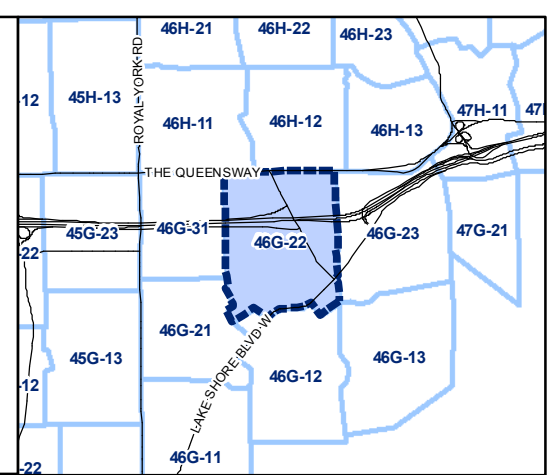 46H-21
46H-22
46H-23
ROYAL YORK RD
-12
45H-13
46H-11
46H-12
46H-13
47H-11
47H
THE QUEENSWAY
45G-23
46G-31
46G-22
46G-23
47G-21
-22
46G-21
45G-13
LAKE SHORE BLVD W
46G-12
46G-13
-12
46G-11
-22